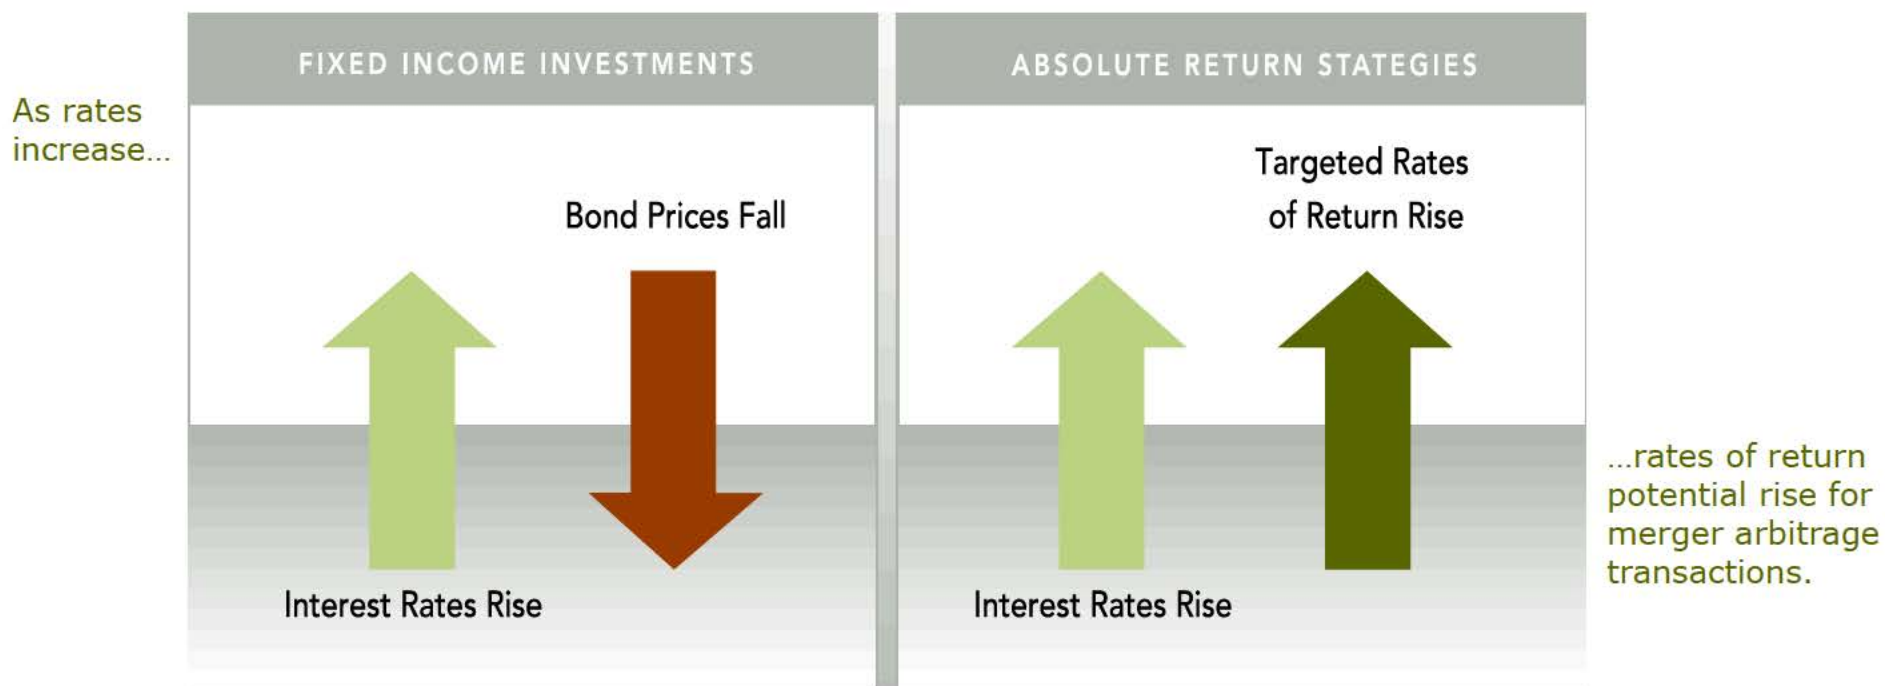 As rates
increase...
FIXED INCOME INVESTMENTS
Bond Prices Fall
Interest Rates Rise
ABSOLUTE RETURN STATEGIES
Targeted Rates
of Return Rise
Interest Rates Rise
...rates of return
potential rise for
merger arbitrage
transactions.